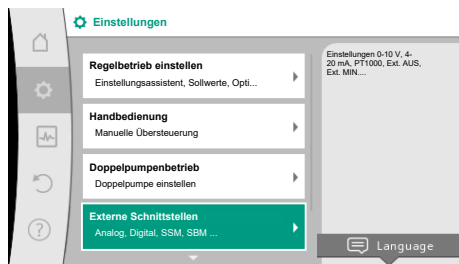 Einstellungen
Regelbetrieb einstellen
Einstellungsassistent, Sollwerte, Opti...
Handbedienung
Manuelle Übersteuerung
Doppelpumpenbetrieb
Doppelpumpe einstellen
Externe Schnittstellen
Analog, Digital, SSM, SBM ...
Einstellungen 0-10 V, 4-
20 mA, PT1000, Ext. AUS,
Ext. MIN....
Language
?